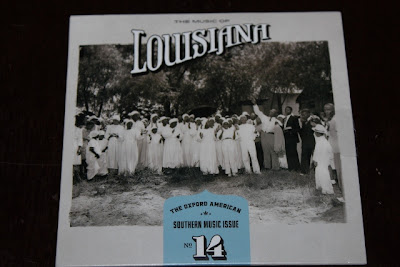 THE MUSIC OF
LOUISIANA
THE OXFORD AMERICAN
SOUTHERN MUSIC ISSUE
No 14